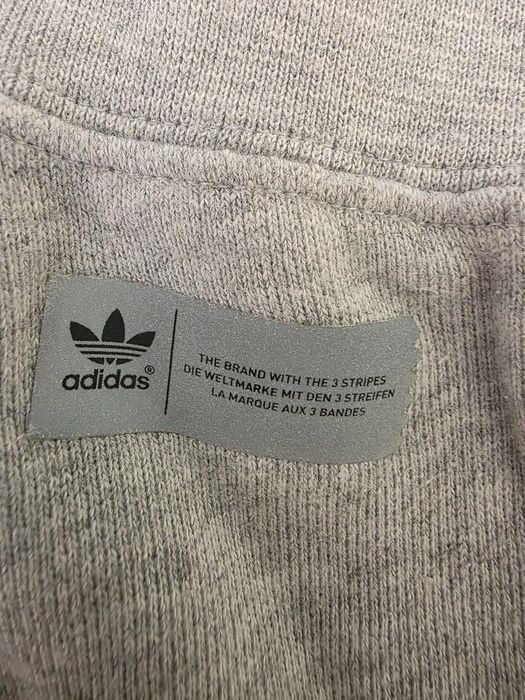 adidas®
THE BRAND WITH THE 3 STRIPES
DIE WELTMARKE MIT DEN 3 STREIFEN
LA MARQUE AUX 3 BANDES